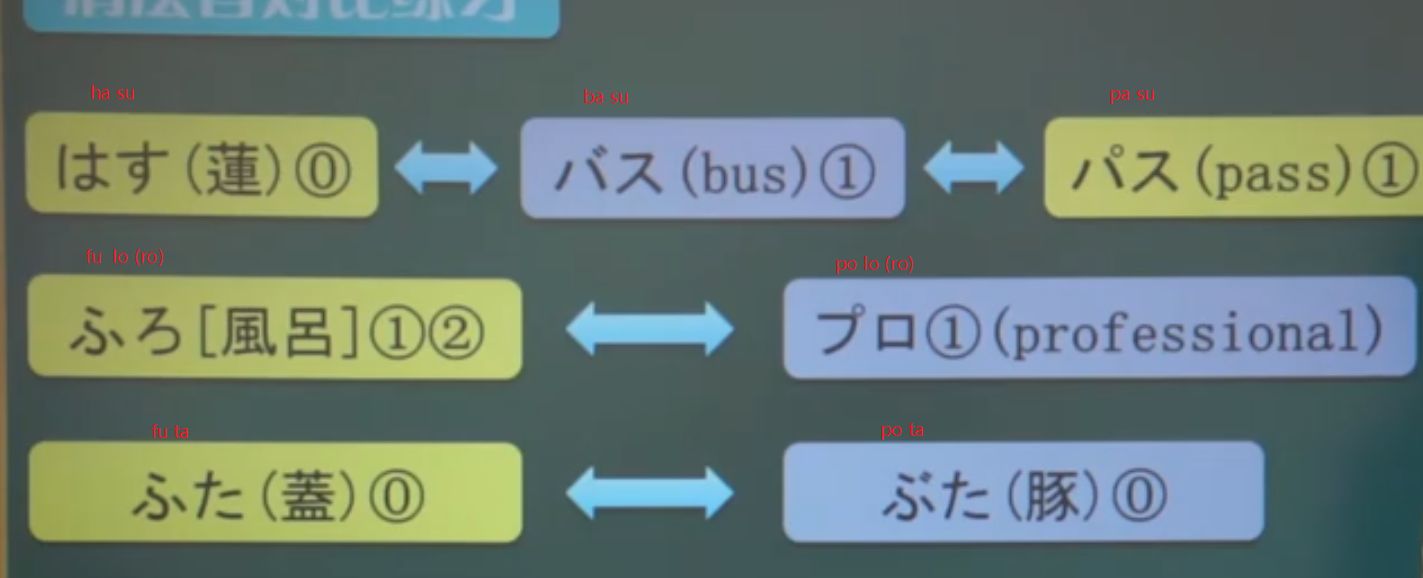 ha su ba su pa su
はす(蓮)⓪ バス(bus)① パス(pass)①
fu lo (ro) po lo (ro)
ふろ[風呂]①② プロ①(professional)
fu ta po ta
ふた(蓋)⓪ ぶた(豚)⓪